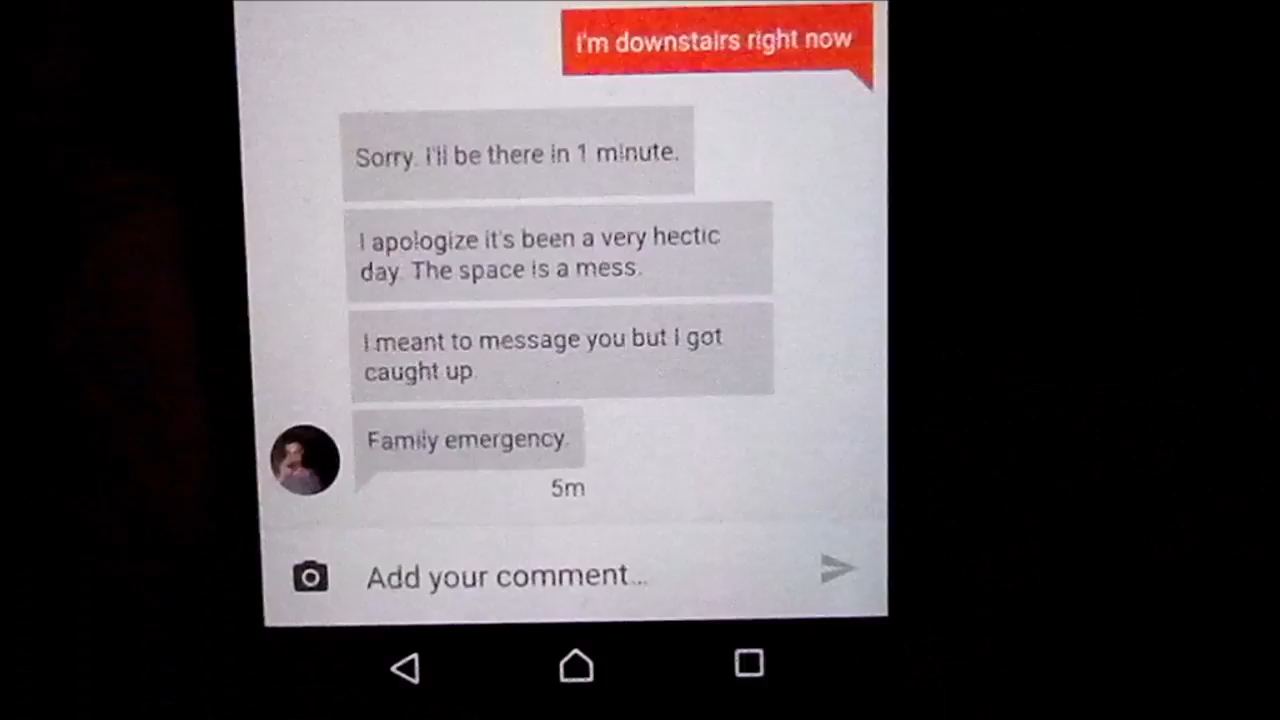 I'm downstairs right now
Sorry. I'll be there in 1 minute.
I apologize it's been a very hectic
day. The space is a mess.
I meant to message you but I got
caught up.
Family emergency.
5m
Add your comment...